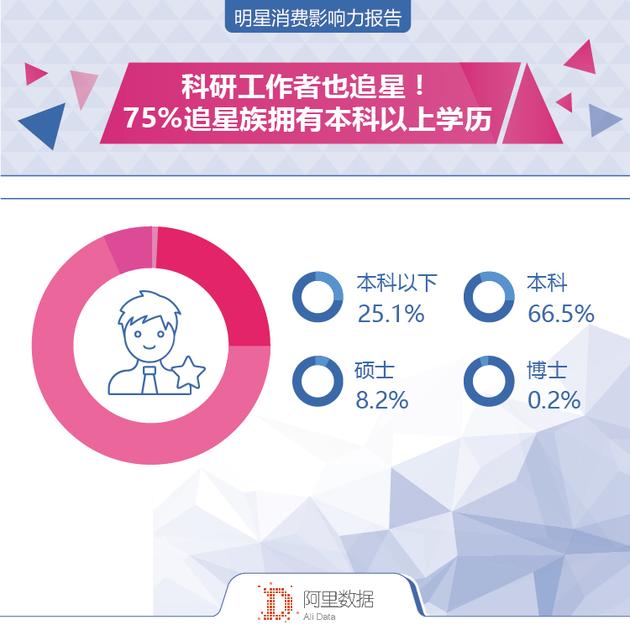 明星消费影响力报告
科研工作者也追星！
75%追星族拥有本科以上学历
本科以下
25.1%
本科
66.5%
硕士
8.2%
博士
0.2%
阿里数据
Ali Data